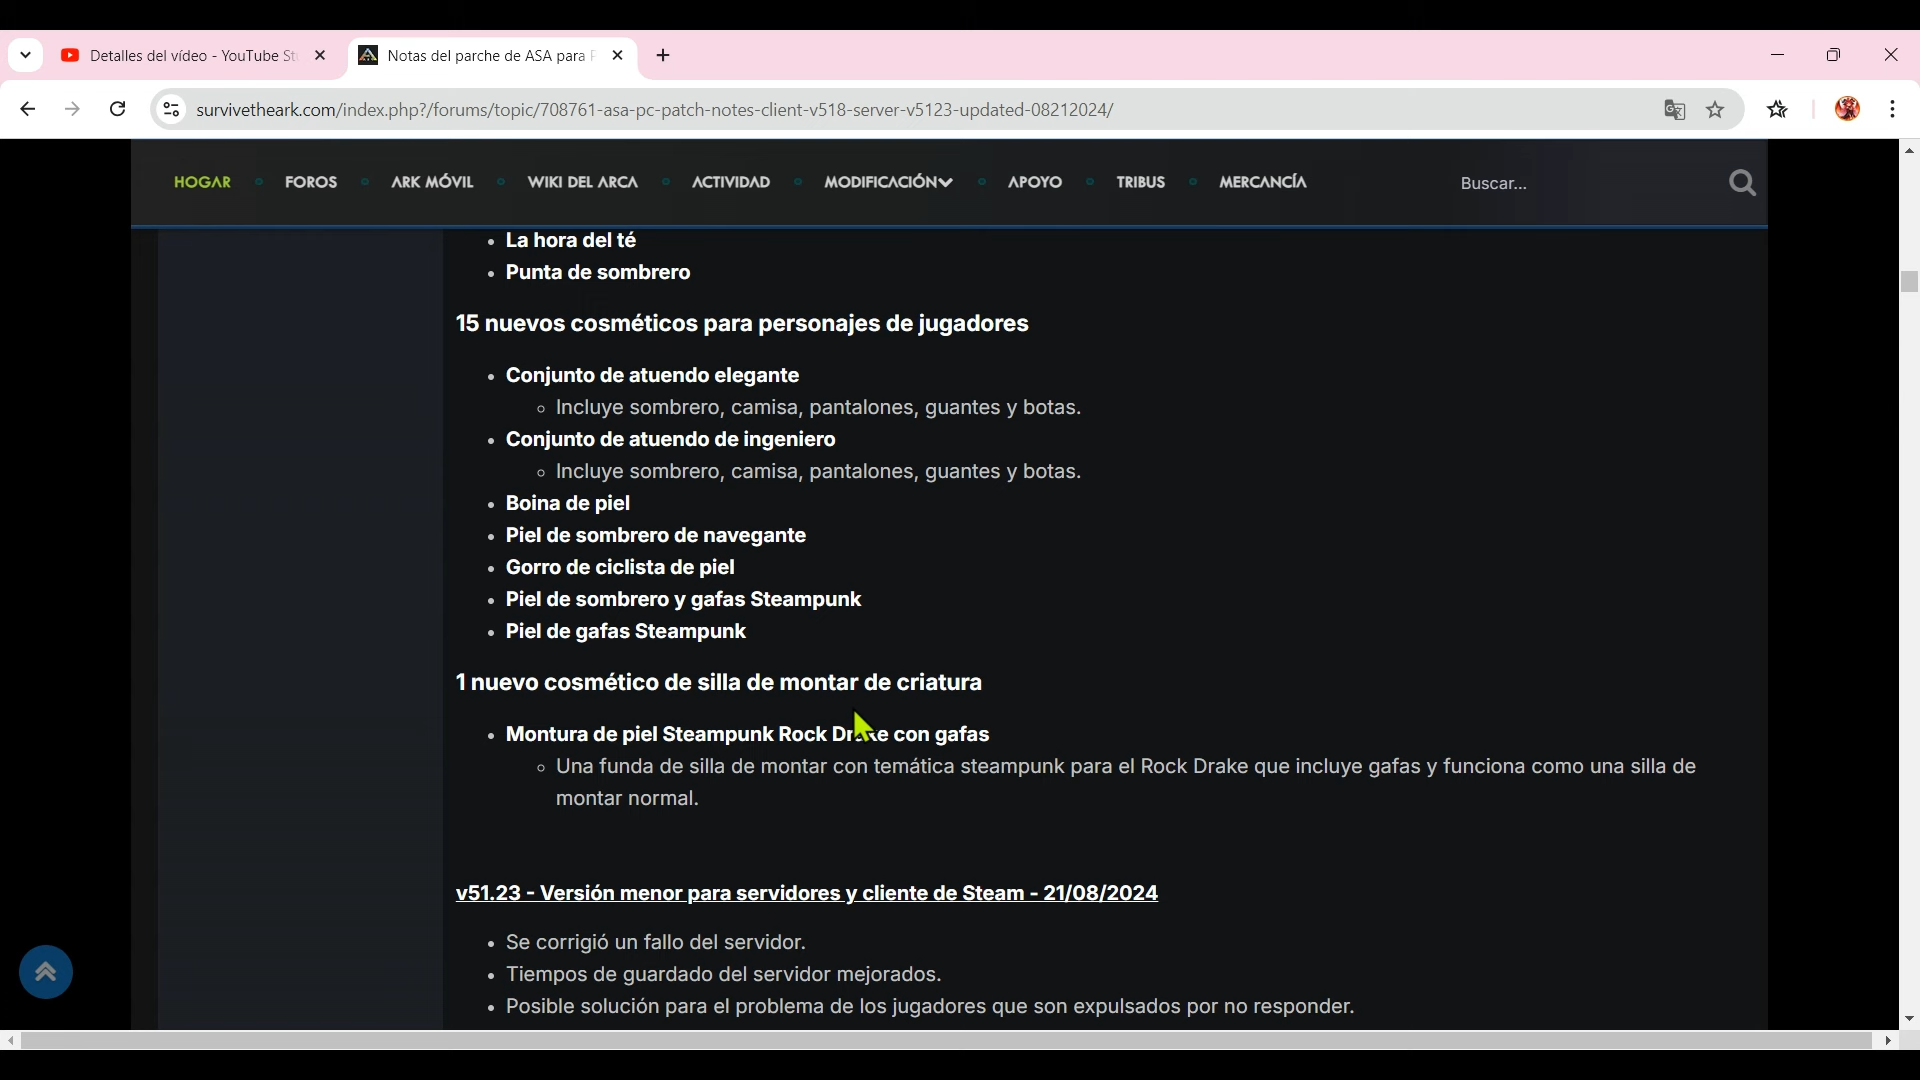 Detalles del vídeo - YouTube St
Notas del parche de ASA para P
survivetheark.com/index.php?/forums/topic/708761-asa-pc-patch-notes-client-v518-server-v5123-updated-08212024/
HOGAR FOROS ARK MÓVIL WIKI DEL ARCA ACTIVIDAD MODIFICACIÓN APOYO TRIBUS MERCANCÍA Buscar...
La hora del té
Punta de sombrero
15 nuevos cosméticos para personajes de jugadores
Conjunto de atuendo elegante
Incluye sombrero, camisa, pantalones, guantes y botas.
Conjunto de atuendo de ingeniero
Incluye sombrero, camisa, pantalones, guantes y botas.
Boina de piel
Piel de sombrero de navegante
Gorro de ciclista de piel
Piel de sombrero y gafas Steampunk
Piel de gafas Steampunk
1 nuevo cosmético de silla de montar de criatura
Montura de piel Steampunk Rock Drake con gafas
Una funda de silla de montar con temática steampunk para el Rock Drake que incluye gafas y funciona como una silla de
montar normal.
v51.23 - Versión menor para servidores y cliente de Steam - 21/08/2024
Se corrigió un fallo del servidor.
Tiempos de guardado del servidor mejorados.
Posible solución para el problema de los jugadores que son expulsados por no responder.